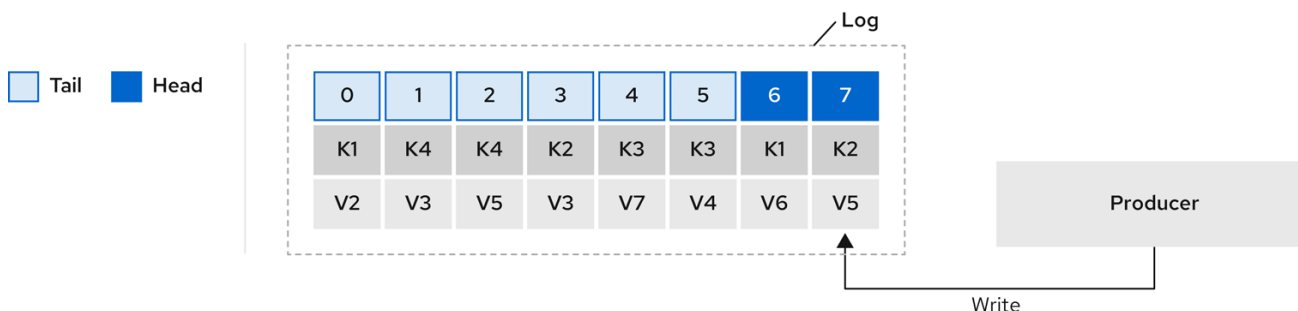 Log
Tail Head
0 1 2 3 4 5 6 7
K1 K4 K4 K2 K3 K3 K1 K2
V2 V3 V5 V3 V7 V4 V6 V5
Producer
Write